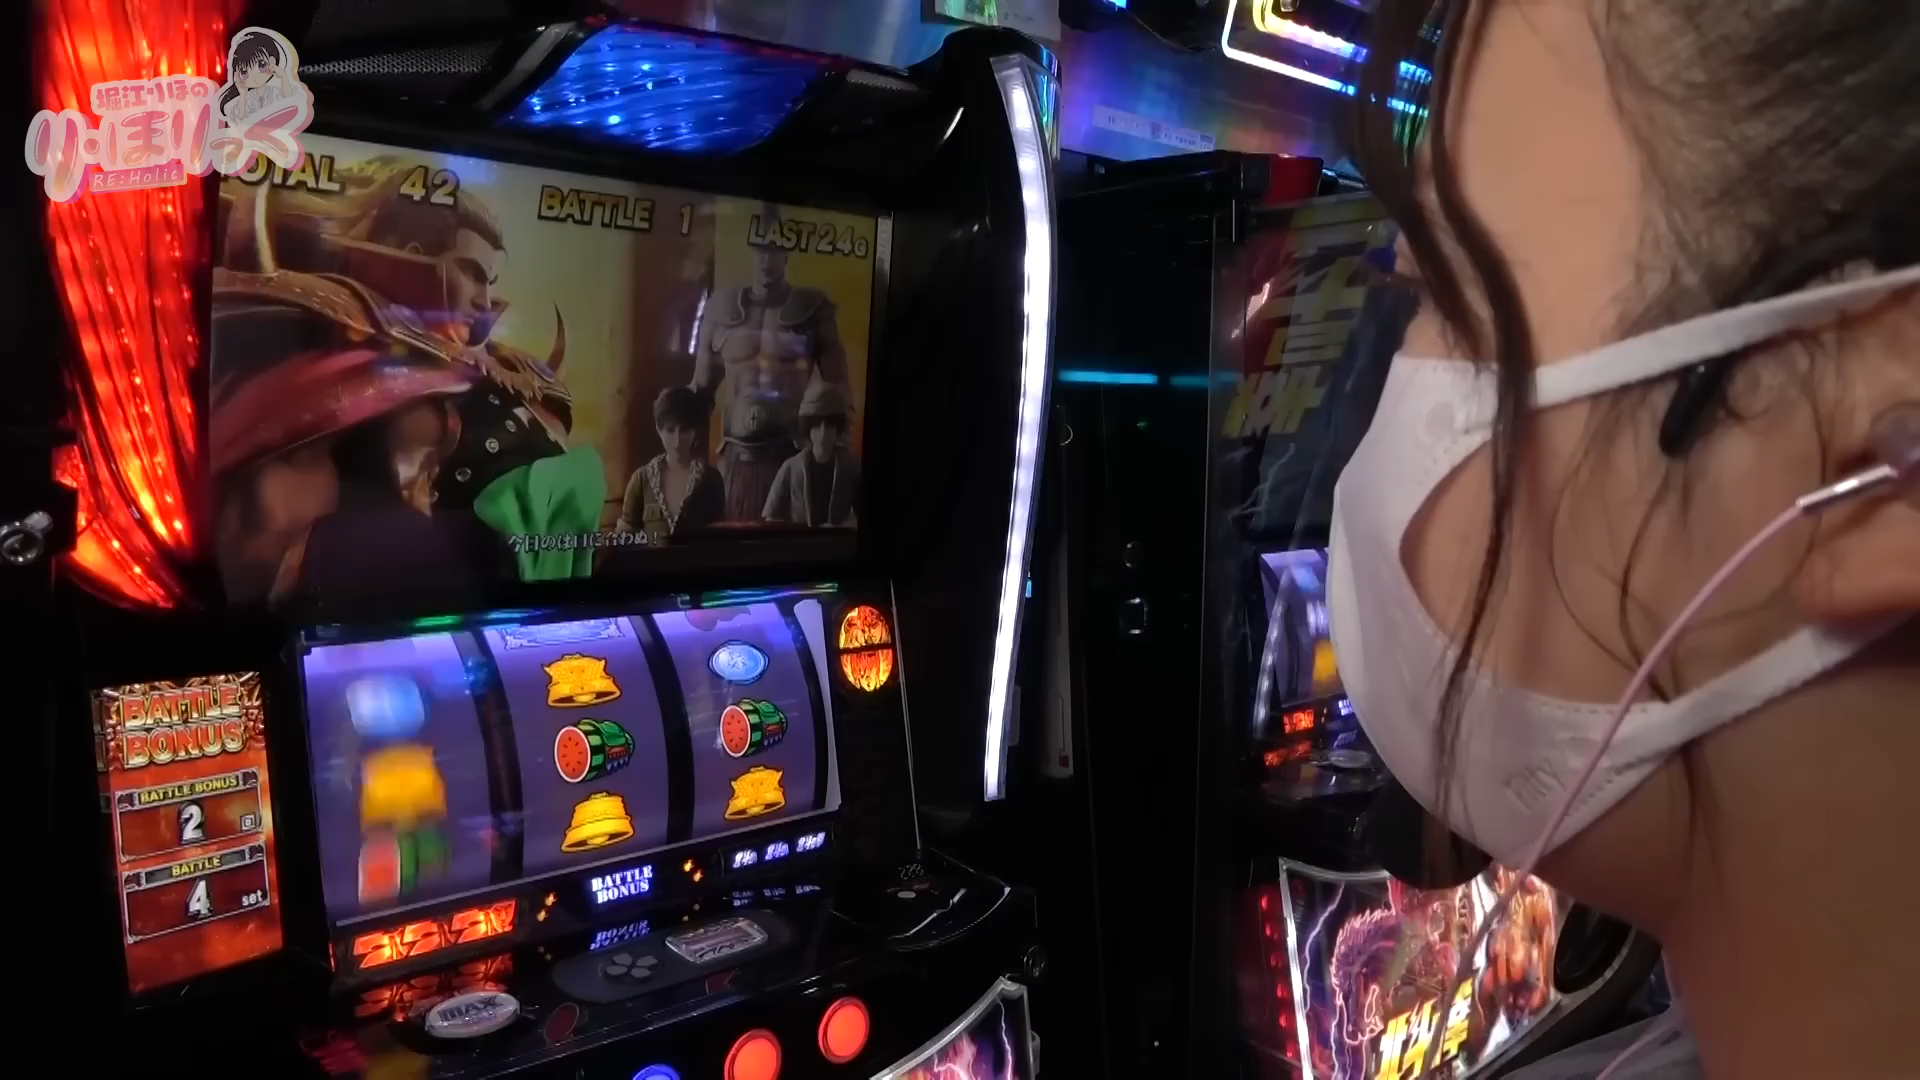 堀江りほの
り・ほりっく
RE:Holic
TOTAL 42
BATTLE 1
LAST 24G
今日のは口に合わぬ！
BATTLE
BONUS
BATTLE BONUS
2 回
BATTLE
4 set
BATTLE
BONUS
MAX
北斗